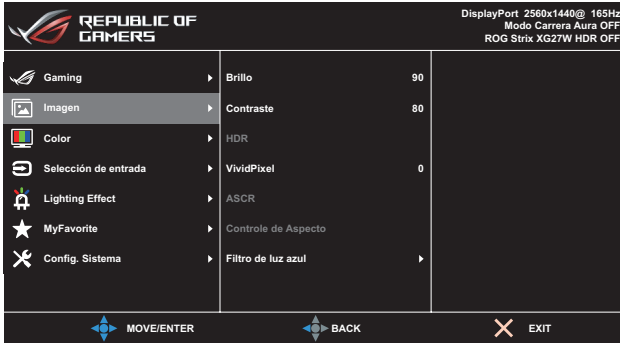 REPUBLIC OF
GAMERS
DisplayPort 2560x1440@ 165Hz
Modo Carrera Aura OFF
ROG Strix XG27W HDR OFF
Gaming
Imagen
Color
Selección de entrada
Lighting Effect
MyFavorite
Config. Sistema
Brillo 90
Contraste 80
HDR
VividPixel 0
ASCR
Controle de Aspecto
Filtro de luz azul
MOVE/ENTER
BACK
EXIT